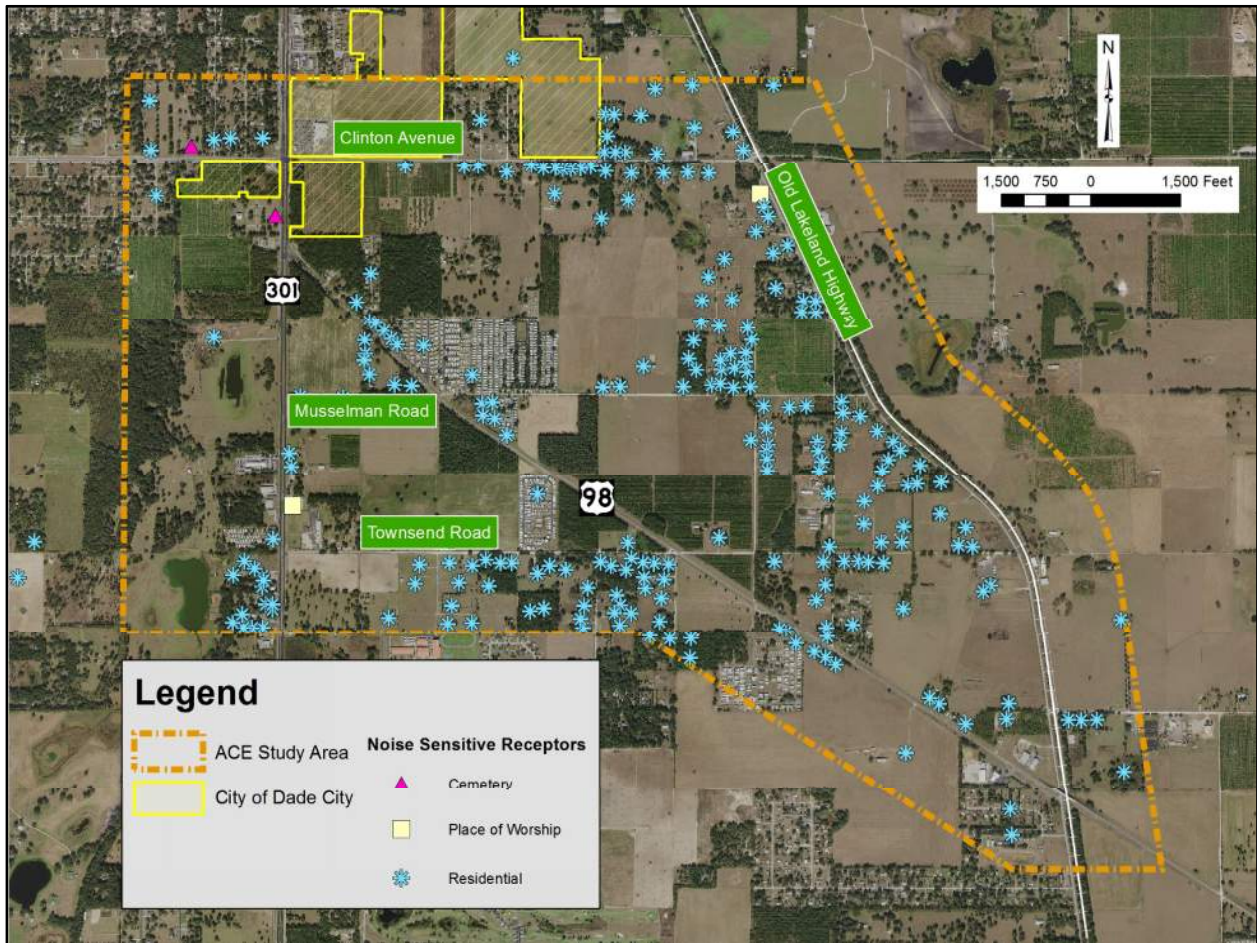 N
Clinton Avenue
1,500 750 0 1,500 Feet
Old Lakeland Highway
301
Musselman Road
98
Townsend Road
Legend
ACE Study Area
City of Dade City
Noise Sensitive Receptors
Cemetery
Place of Worship
Residential